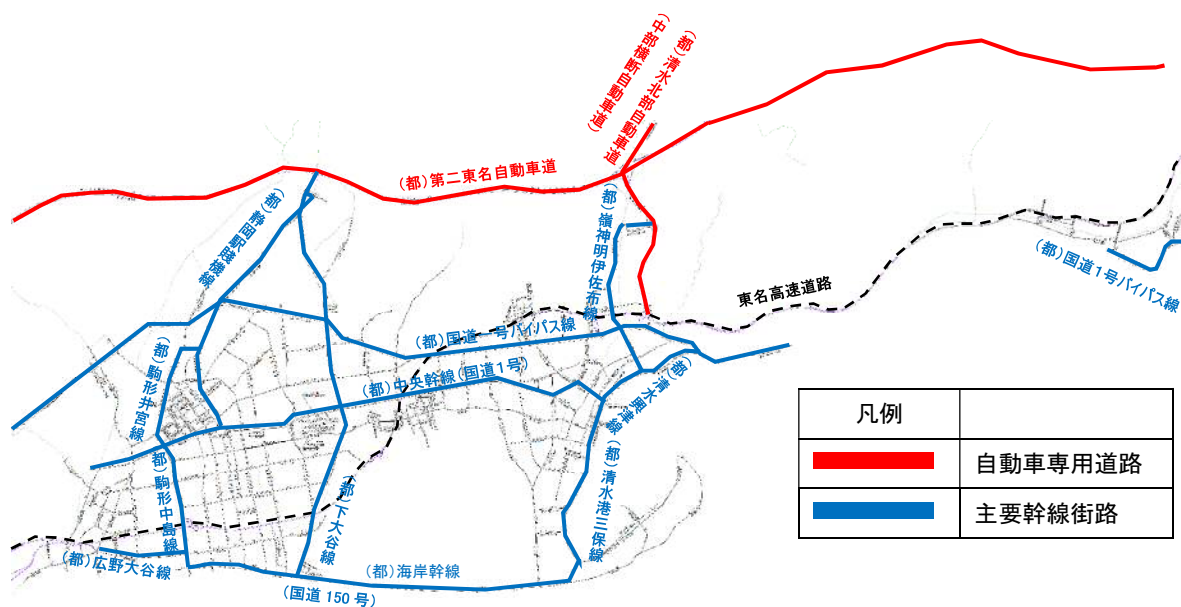 (都)清水北部自動車道
(中部横断自動車道)
(都)第二東名自動車道
(都)静岡駅賎機線
(都)嶺神明伊佐布線
(都)国道1号バイパス線
東名高速道路
(都)国道一号バイパス線
(都)駒形井宮線
(都)中央幹線(国道1号)
(都)清水興津線
(都)駒形中島線
(都)下大谷線
(都)清水港三保線
(都)広野大谷線
(都)海岸幹線
(国道150号)
凡例
自動車専用道路
主要幹線街路